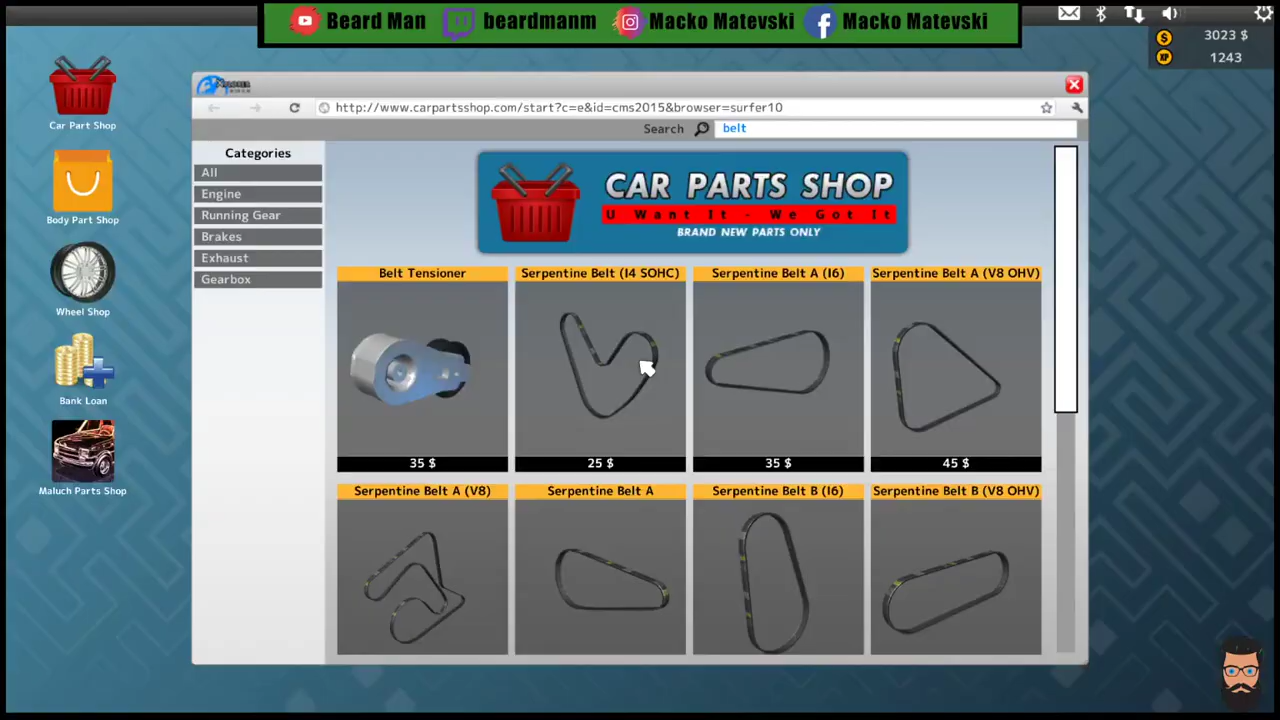 Beard Man
beardmanm
Macko Matevski
Macko Matevski
3023 $
1243
Car Part Shop
Body Part Shop
Wheel Shop
Bank Loan
Maluch Parts Shop
http://www.carpartsshop.com/start?c=e&id=cms2015&browser=surfer10
Search
belt
Categories
All
Engine
Running Gear
Brakes
Exhaust
Gearbox
CAR PARTS SHOP
U Want It - We Got It
BRAND NEW PARTS ONLY
Belt Tensioner
Serpentine Belt (I4 SOHC)
Serpentine Belt A (I6)
Serpentine Belt A (V8 OHV)
35 $
25 $
35 $
45 $
Serpentine Belt A (V8)
Serpentine Belt A
Serpentine Belt B (I6)
Serpentine Belt B (V8 OHV)